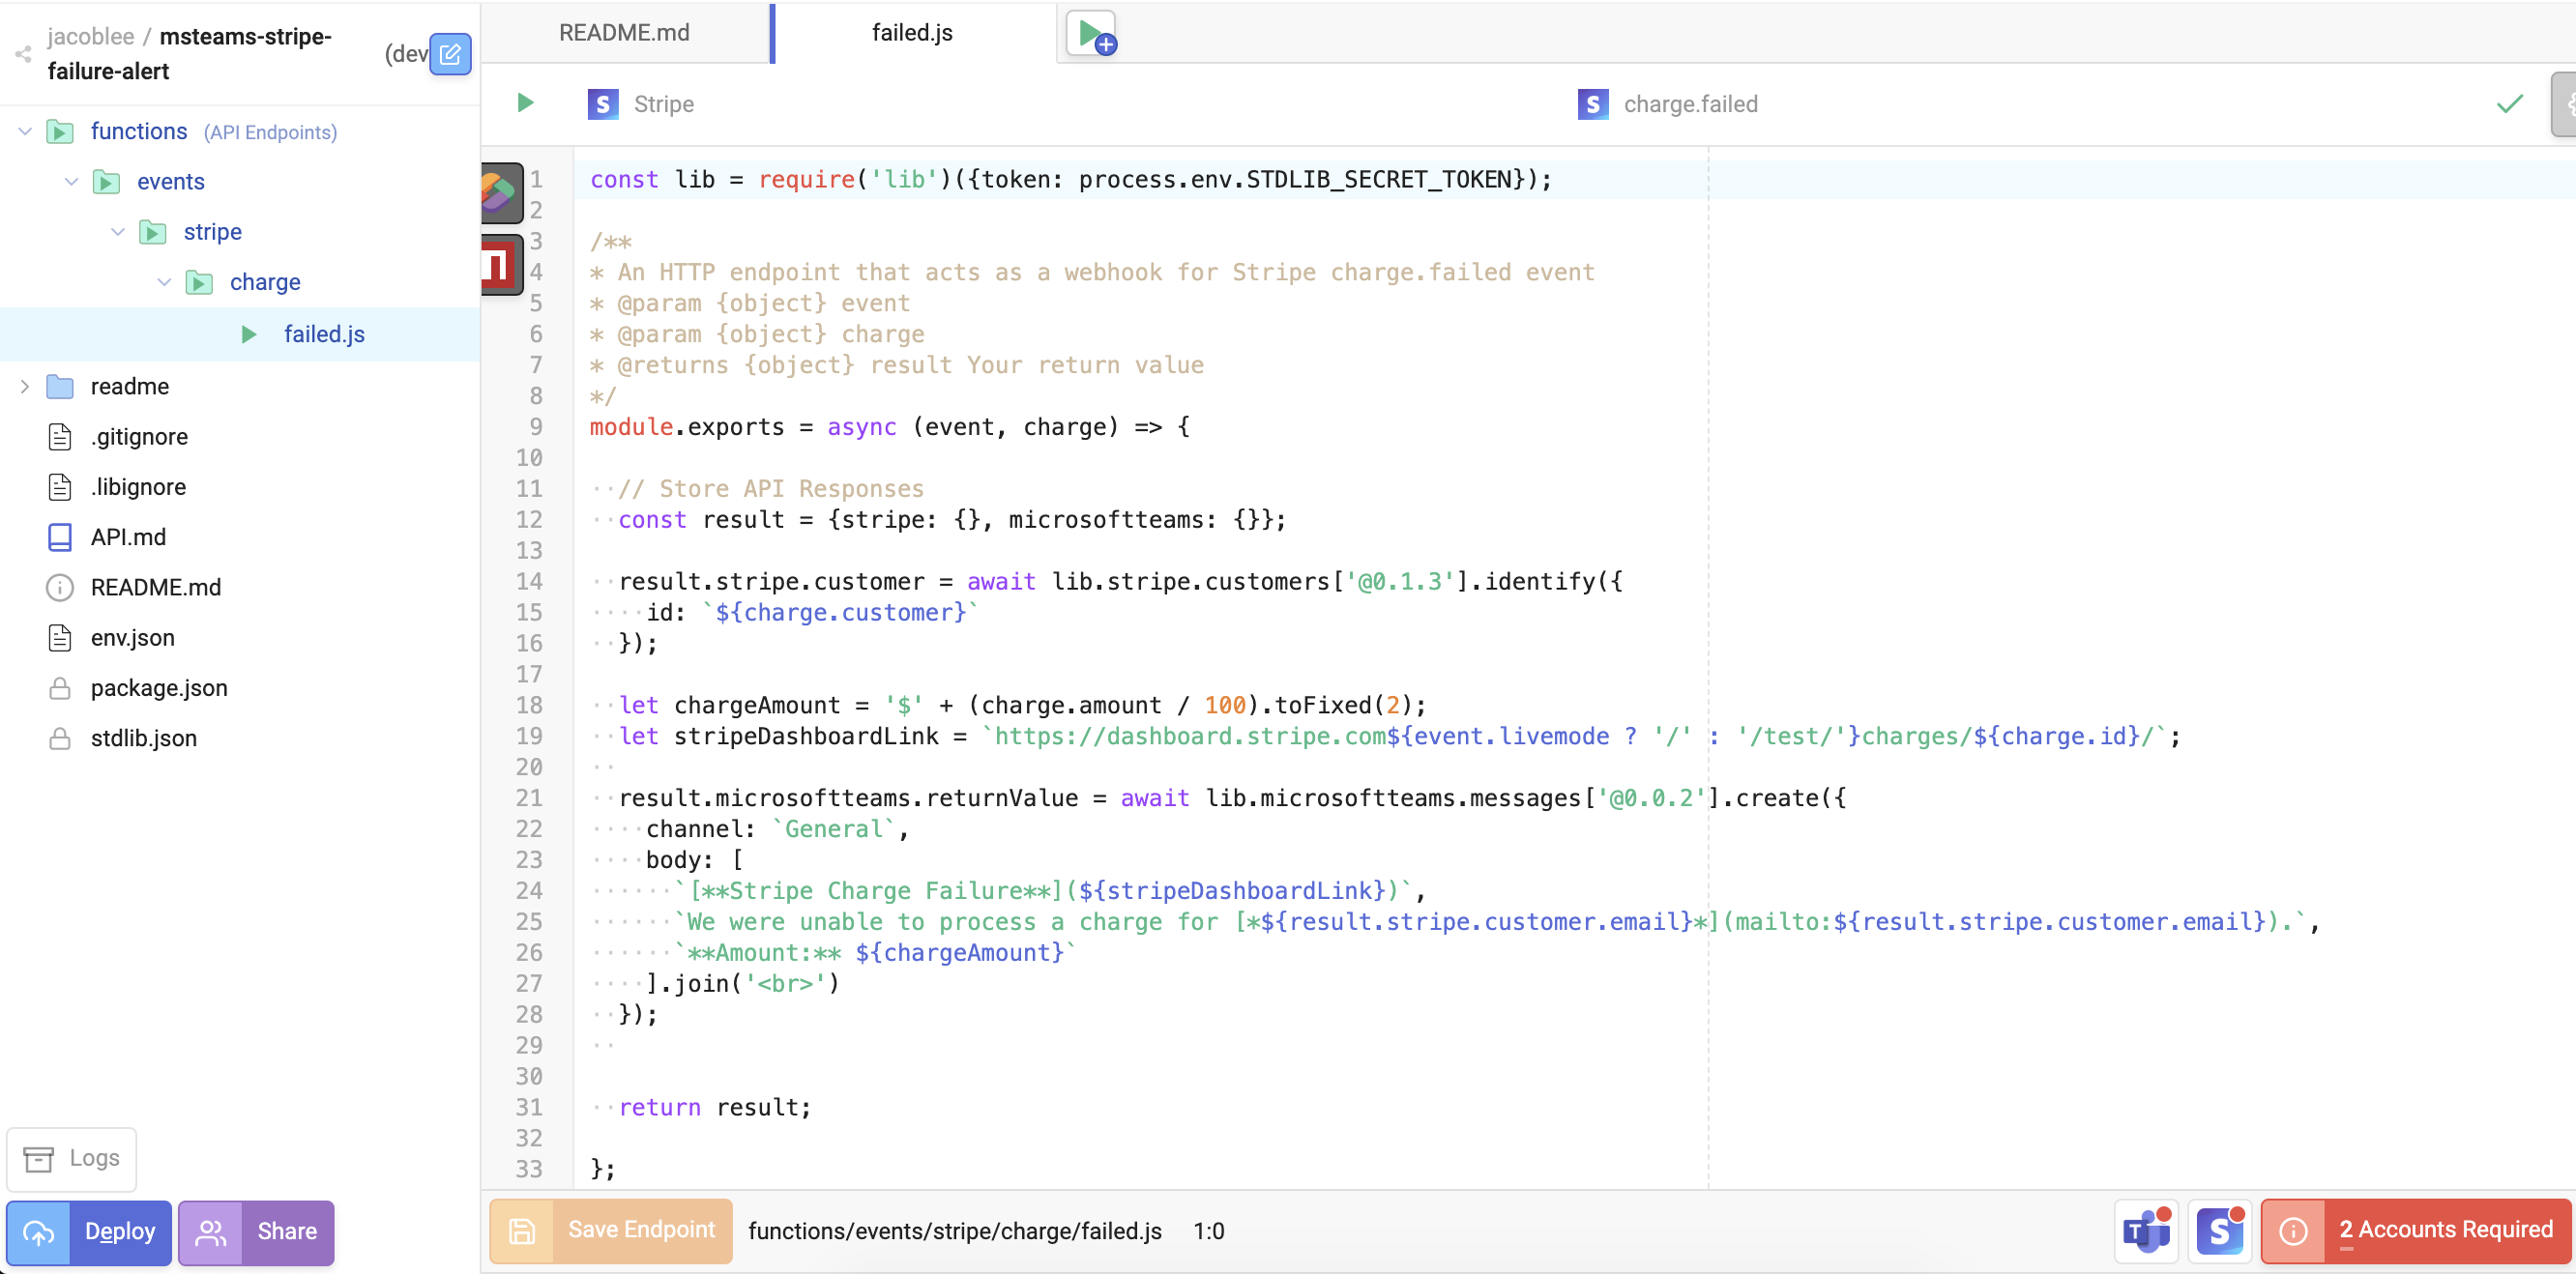 jacoblee / msteams-stripe-failure-alert
(dev
functions (API Endpoints)
events
stripe
charge
failed.js
readme
.gitignore
.libignore
API.md
README.md
env.json
package.json
stdlib.json
Logs
Deploy
Share
README.md
failed.js
S Stripe
S charge.failed
1 const lib = require('lib')({token: process.env.STDLIB_SECRET_TOKEN});
2
3 /**
4 * An HTTP endpoint that acts as a webhook for Stripe charge.failed event
5 * @param {object} event
6 * @param {object} charge
7 * @returns {object} result Your return value
8 */
9 module.exports = async (event, charge) => {
10
11 ··// Store API Responses
12 ··const result = {stripe: {}, microsoftteams: {}};
13
14 ··result.stripe.customer = await lib.stripe.customers['@0.1.3'].identify({
15 ····id: `${charge.customer}`
16 ··});
17
18 ··let chargeAmount = '$' + (charge.amount / 100).toFixed(2);
19 ··let stripeDashboardLink = `https://dashboard.stripe.com${event.livemode ? '/' : '/test/'}charges/${charge.id}/`;
20 ··
21 ··result.microsoftteams.returnValue = await lib.microsoftteams.messages['@0.0.2'].create({
22 ····channel: `General`,
23 ····body: [
24 ······`[**Stripe Charge Failure**](${stripeDashboardLink})`,
25 ······`We were unable to process a charge for [*${result.stripe.customer.email}*](mailto:${result.stripe.customer.email}).`,
26 ······`**Amount:** ${chargeAmount}`
27 ····].join('<br>')
28 ··});
29 ··
30
31 ··return result;
32
33 };
Save Endpoint
functions/events/stripe/charge/failed.js 1:0
T
S
2 Accounts Required